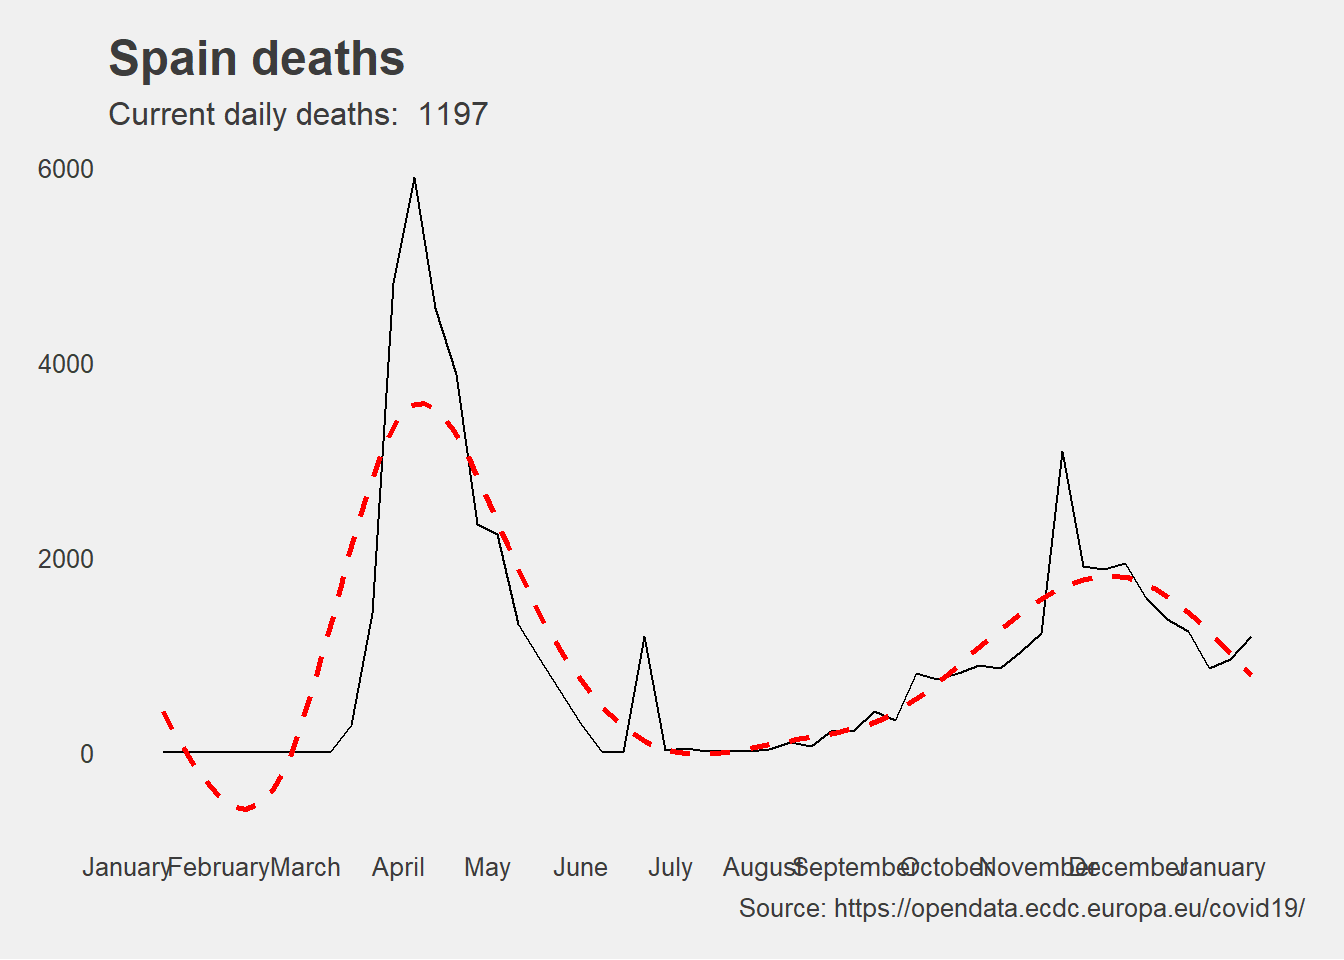 Spain deaths
Current daily deaths:  1197
6000
4000
2000
0
January February March April May June July August September October November December January
Source: https://opendata.ecdc.europa.eu/covid19/